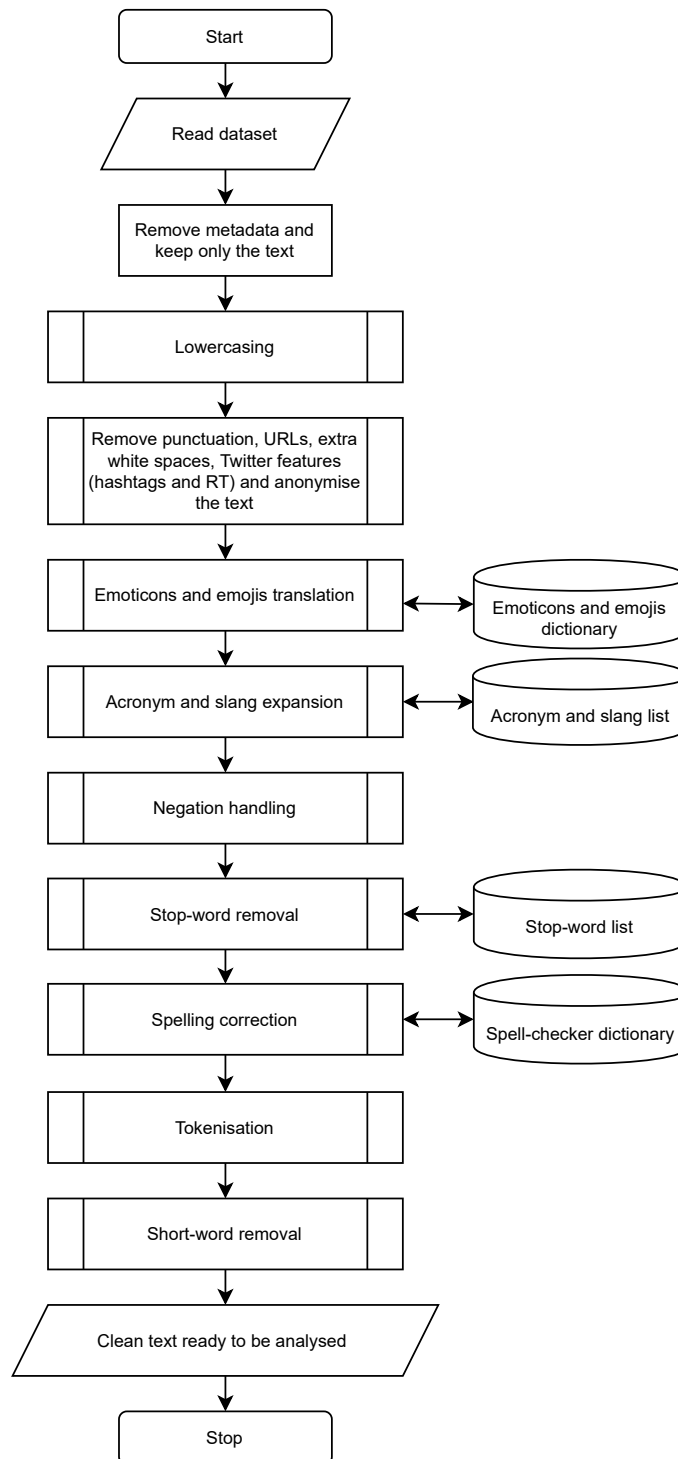 Start
Read dataset
Remove metadata and
keep only the text
Lowercasing
Remove punctuation, URLs, extra
white spaces, Twitter features
(hashtags and RT) and anonymise
the text
Emoticons and emojis translation
Emoticons and emojis
dictionary
Acronym and slang expansion
Acronym and slang list
Negation handling
Stop-word removal
Stop-word list
Spelling correction
Spell-checker dictionary
Tokenisation
Short-word removal
Clean text ready to be analysed
Stop